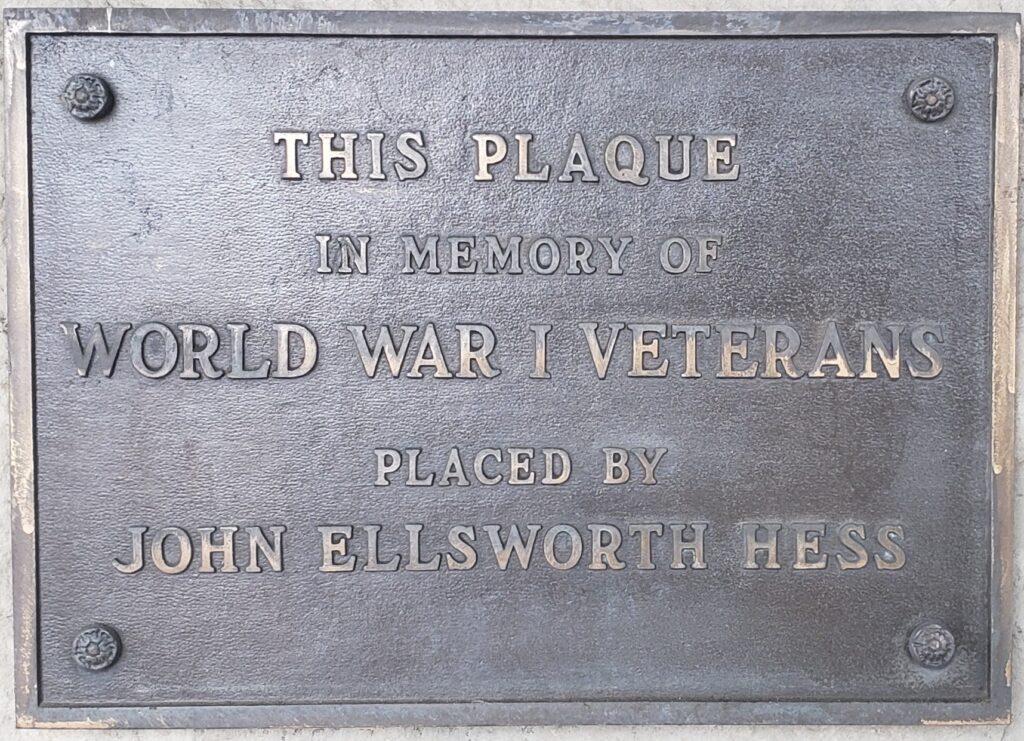 THIS PLAQUE
IN MEMORY OF
WORLD WAR I VETERANS
PLACED BY
JOHN ELLSWORTH HESS